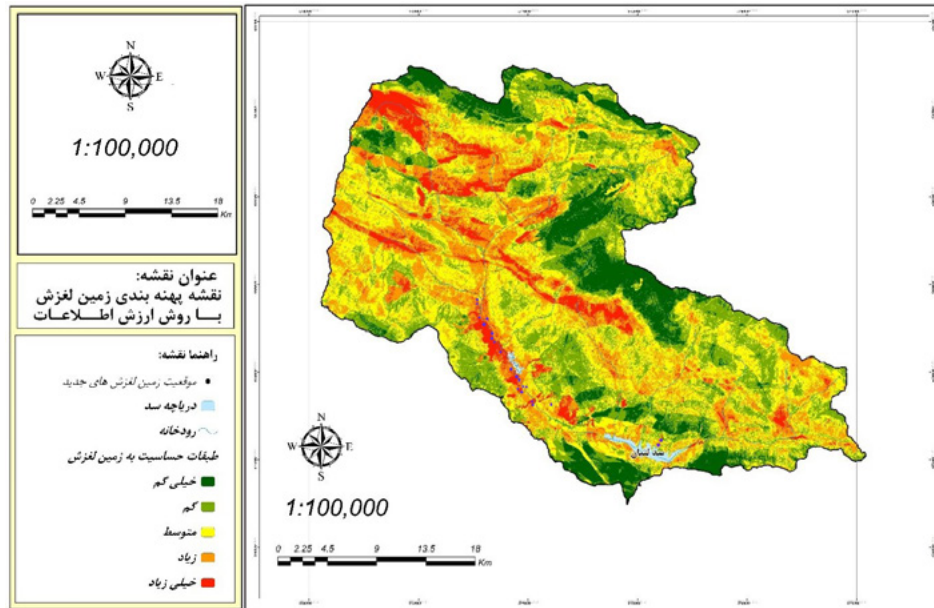 N
W E
S
1:100,000
0 2.25 4.5 9 13.5 18
Km
عنوان نقشه:
نقشه پهنه بندی زمین لغزش
بـا روش ارزش اطلاعـات
راهنما نقشه:
موقعیت زمین لغزش های جدید
دریاچه سد
رودخانه
طبقات حساسیت به زمین لغزش
خیلی کم
کم
متوسط
زیاد
خیلی زیاد
N
W E
S
1:100,000
0 2.25 4.5 9 13.5 18
Km
سد